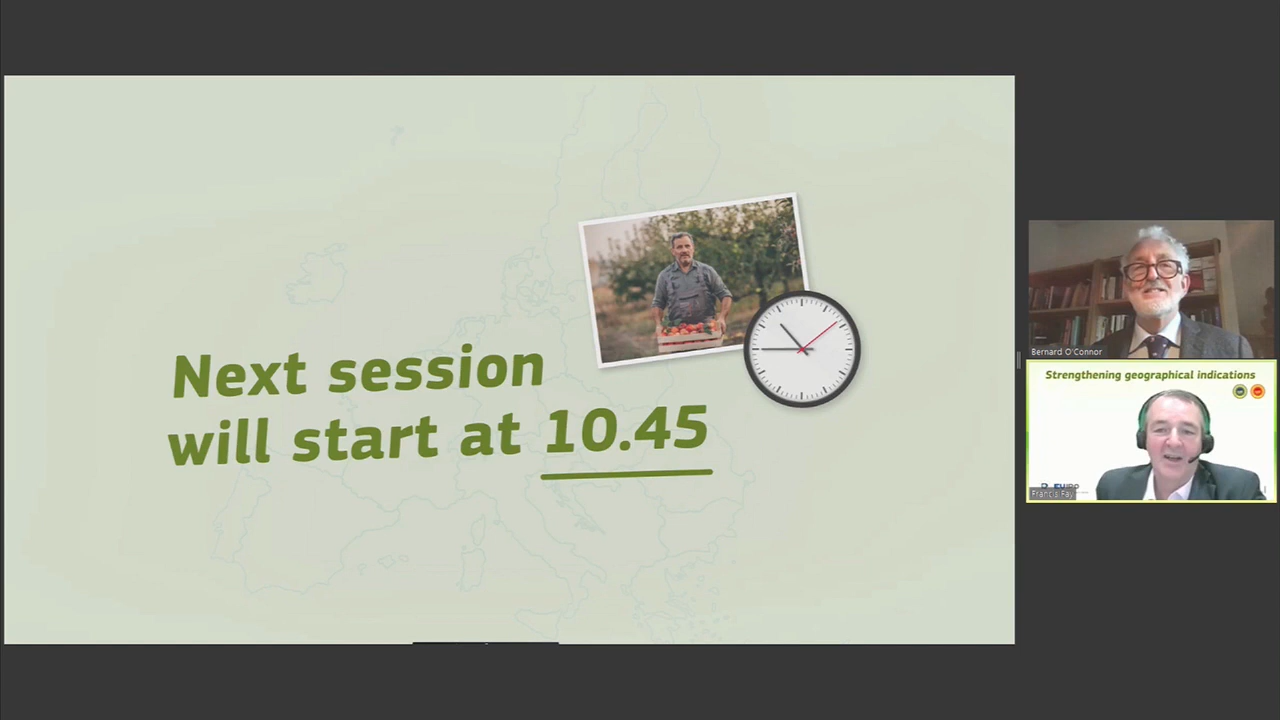 Next session
will start at 10.45
Bernard O'Connor
Strengthening geographical indications
Francis Fay